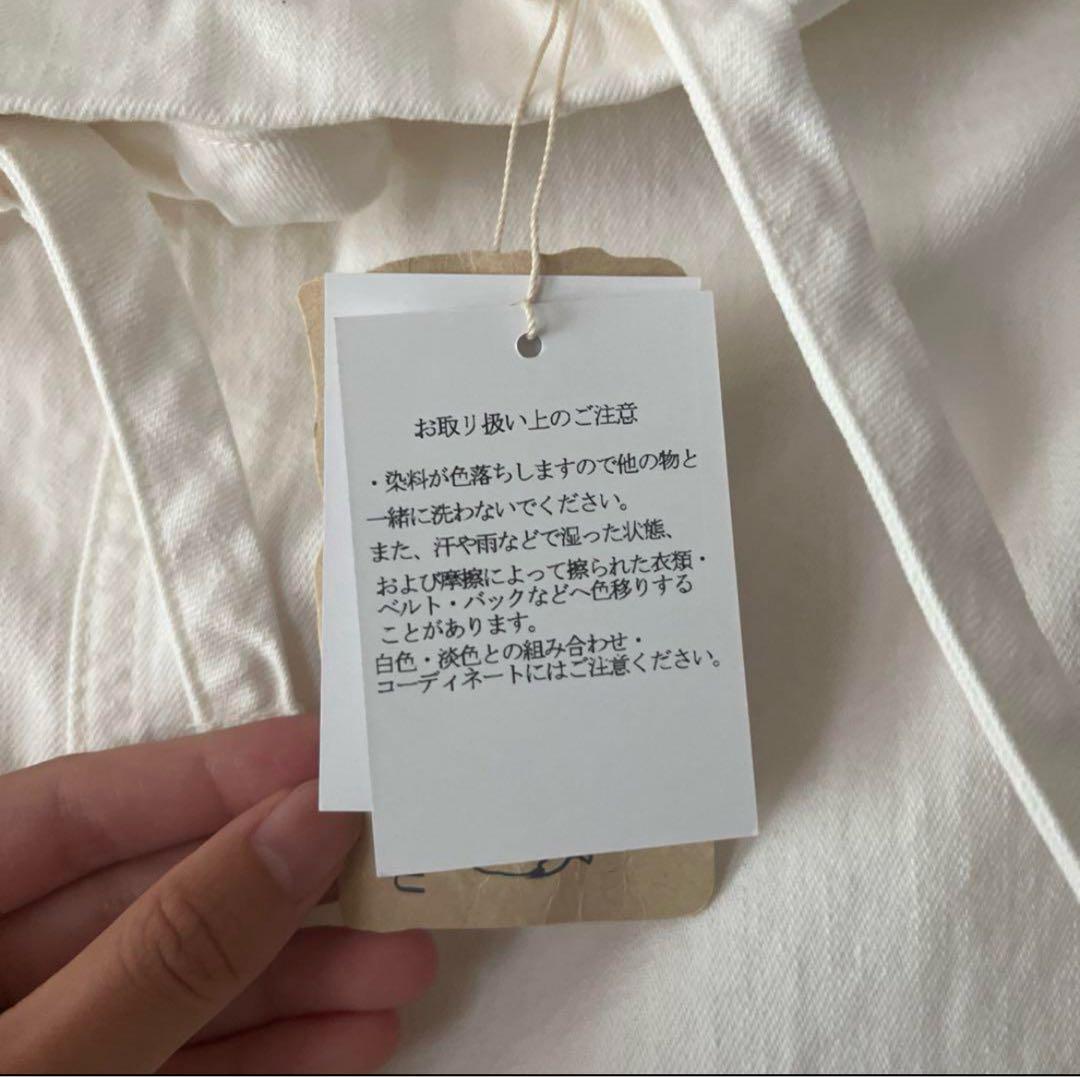 お取リ扱い上のご注意
・染料が色落ちしますので他の物と
一緒に洗わないでください。
また、汗や雨などで湿った状態、
および摩擦によって擦られた衣類・
ベルト・バックなどへ色移りする
ことがあります。
白色・淡色との組み合わせ・
コーディネートにはご注意ください。